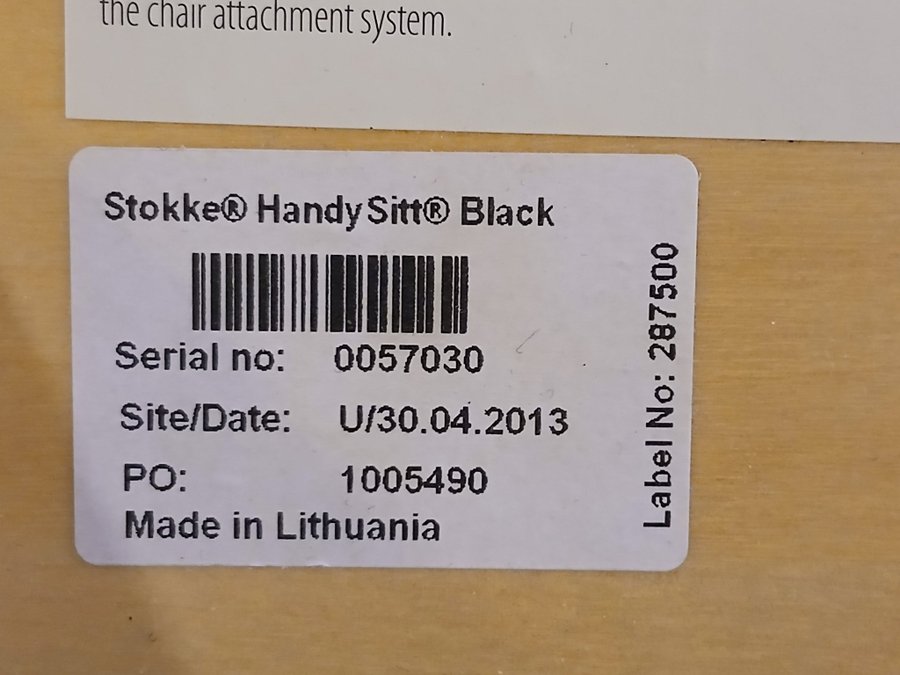 the chair attachment system.
Stokke® HandySitt® Black
Serial no: 0057030
Site/Date: U/30.04.2013
PO: 1005490
Made in Lithuania
Label No: 287500